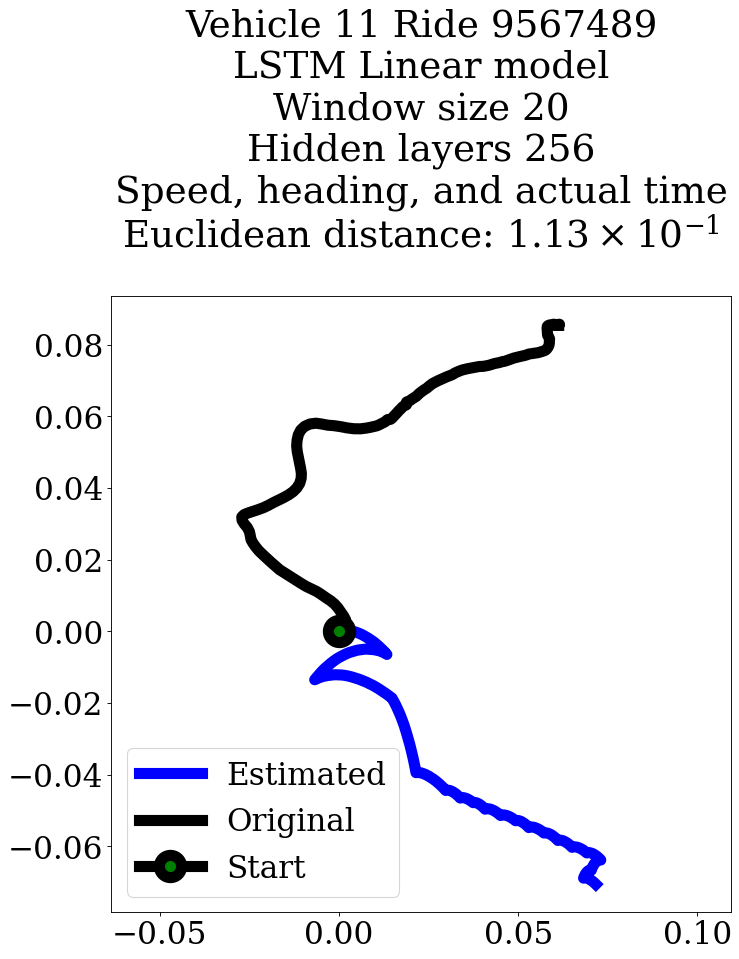 Vehicle 11 Ride 9567489
LSTM Linear model
Window size 20
Hidden layers 256
Speed, heading, and actual time
Euclidean distance: 1.13 × 10⁻¹
0.08
0.06
0.04
0.02
0.00
−0.02
−0.04
−0.06
Estimated
Original
Start
−0.05 0.00 0.05 0.10